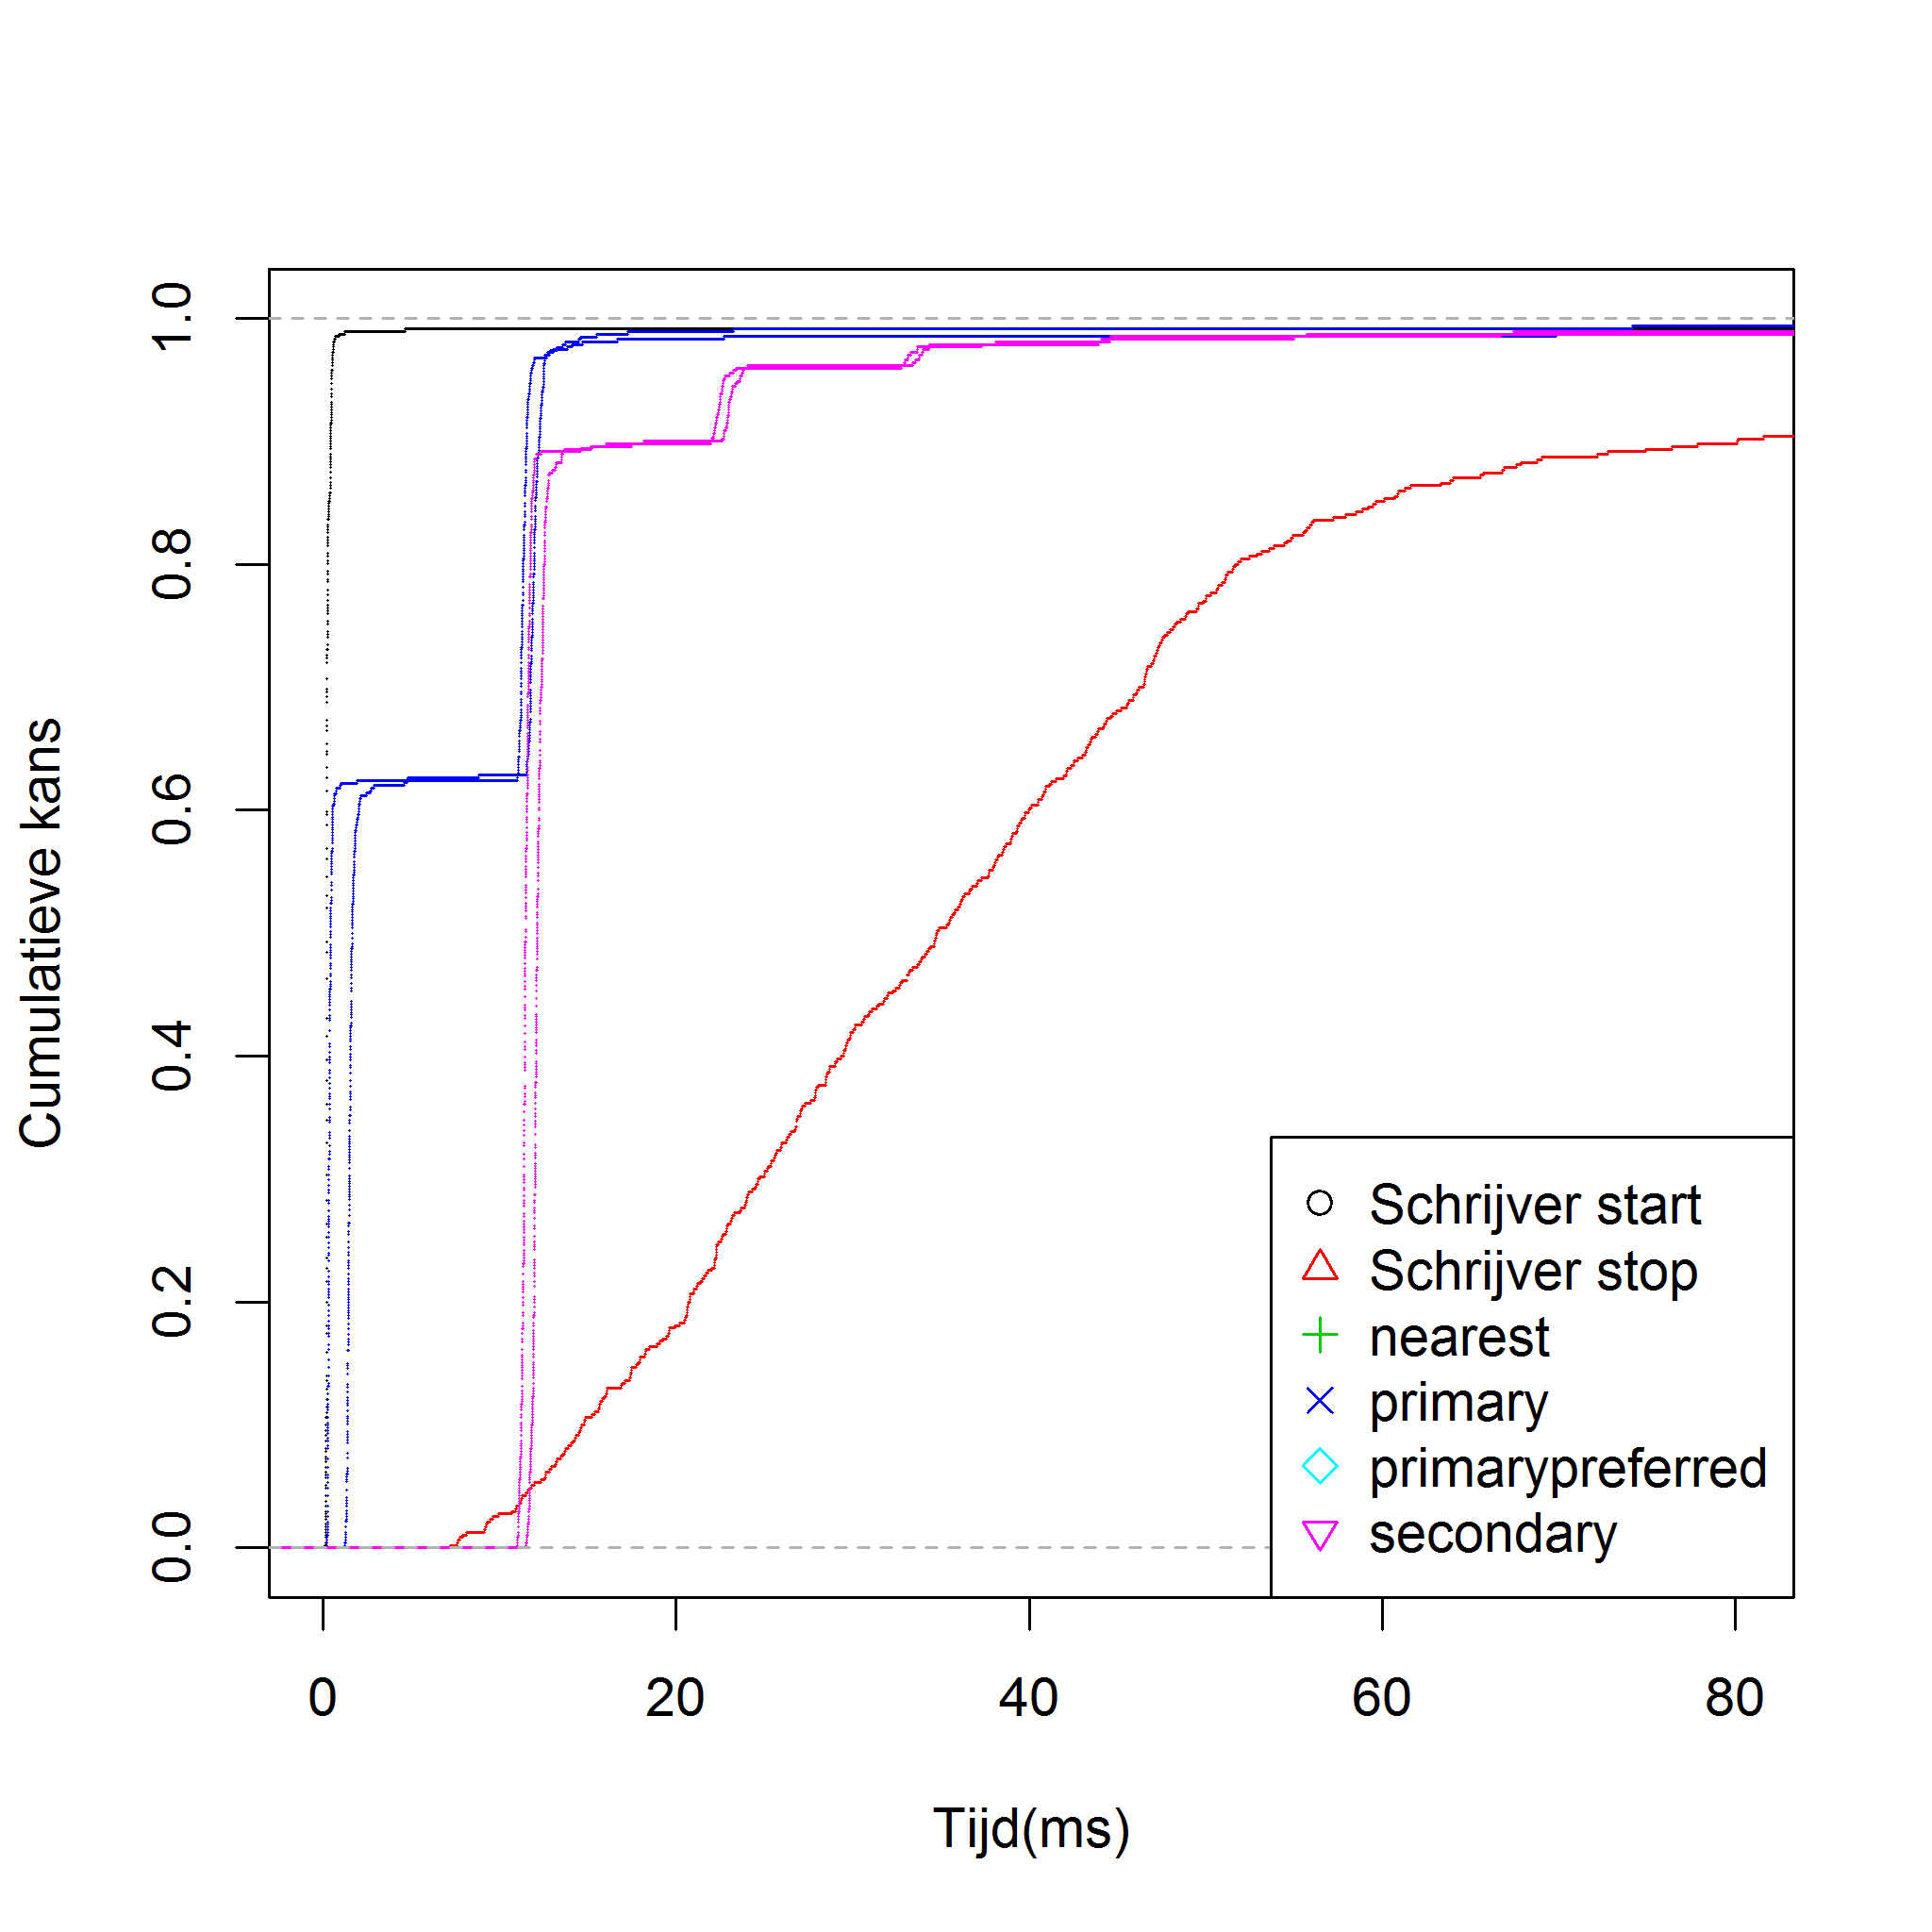 Cumulatieve kans
1.0
0.8
0.6
0.4
0.2
0.0
0 20 40 60 80
Tijd(ms)
Schrijver start
Schrijver stop
nearest
primary
primarypreferred
secondary